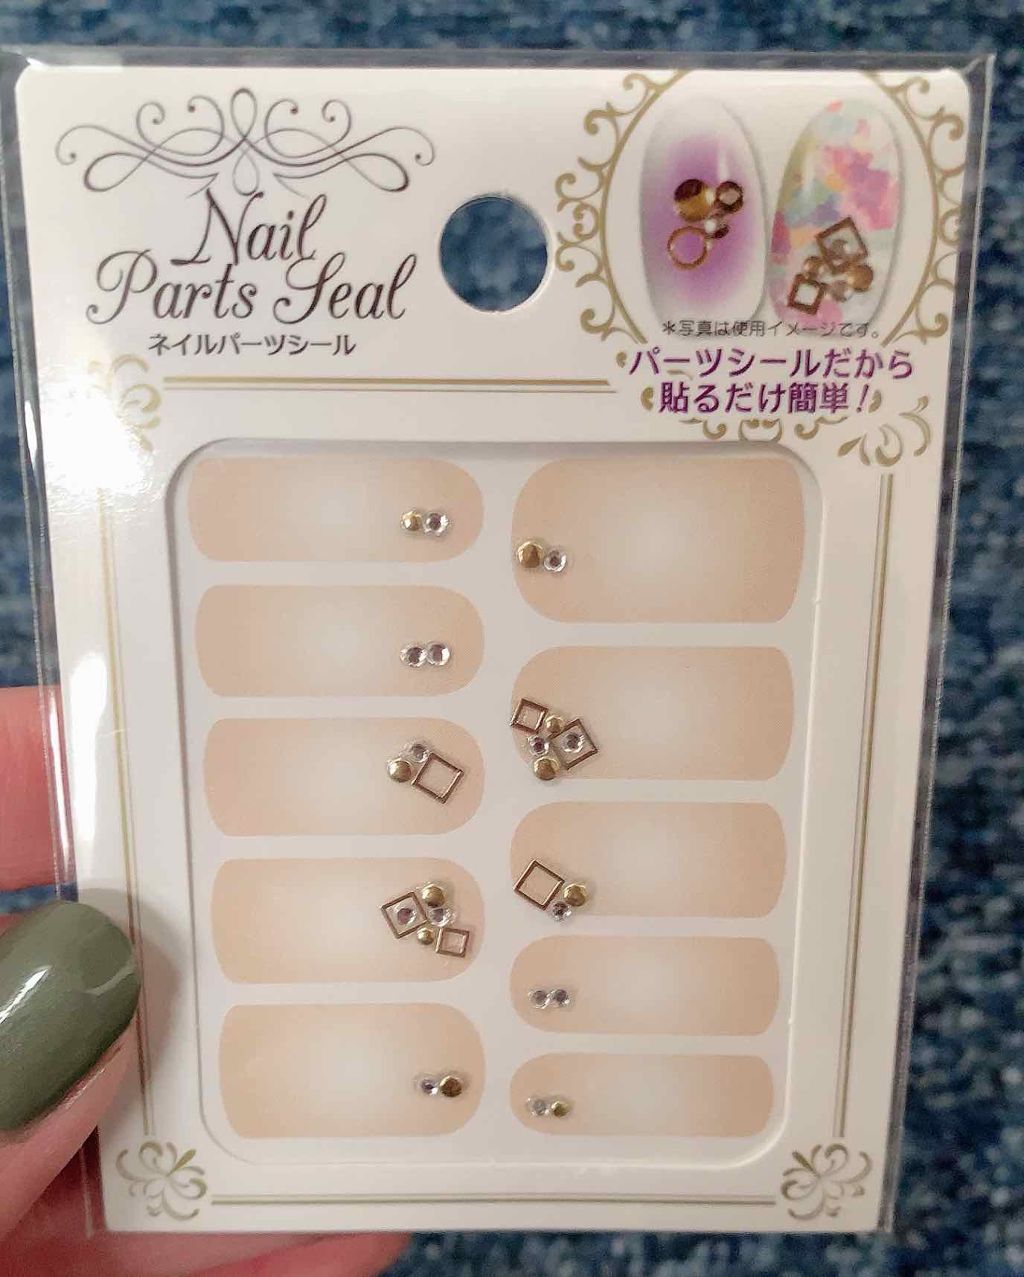 Nail
Parts Seal
ネイルパーツシール
＊写真は使用イメージです。
パーツシールだから
貼るだけ簡単！